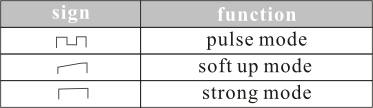 sign function
pulse mode
soft up mode
strong mode